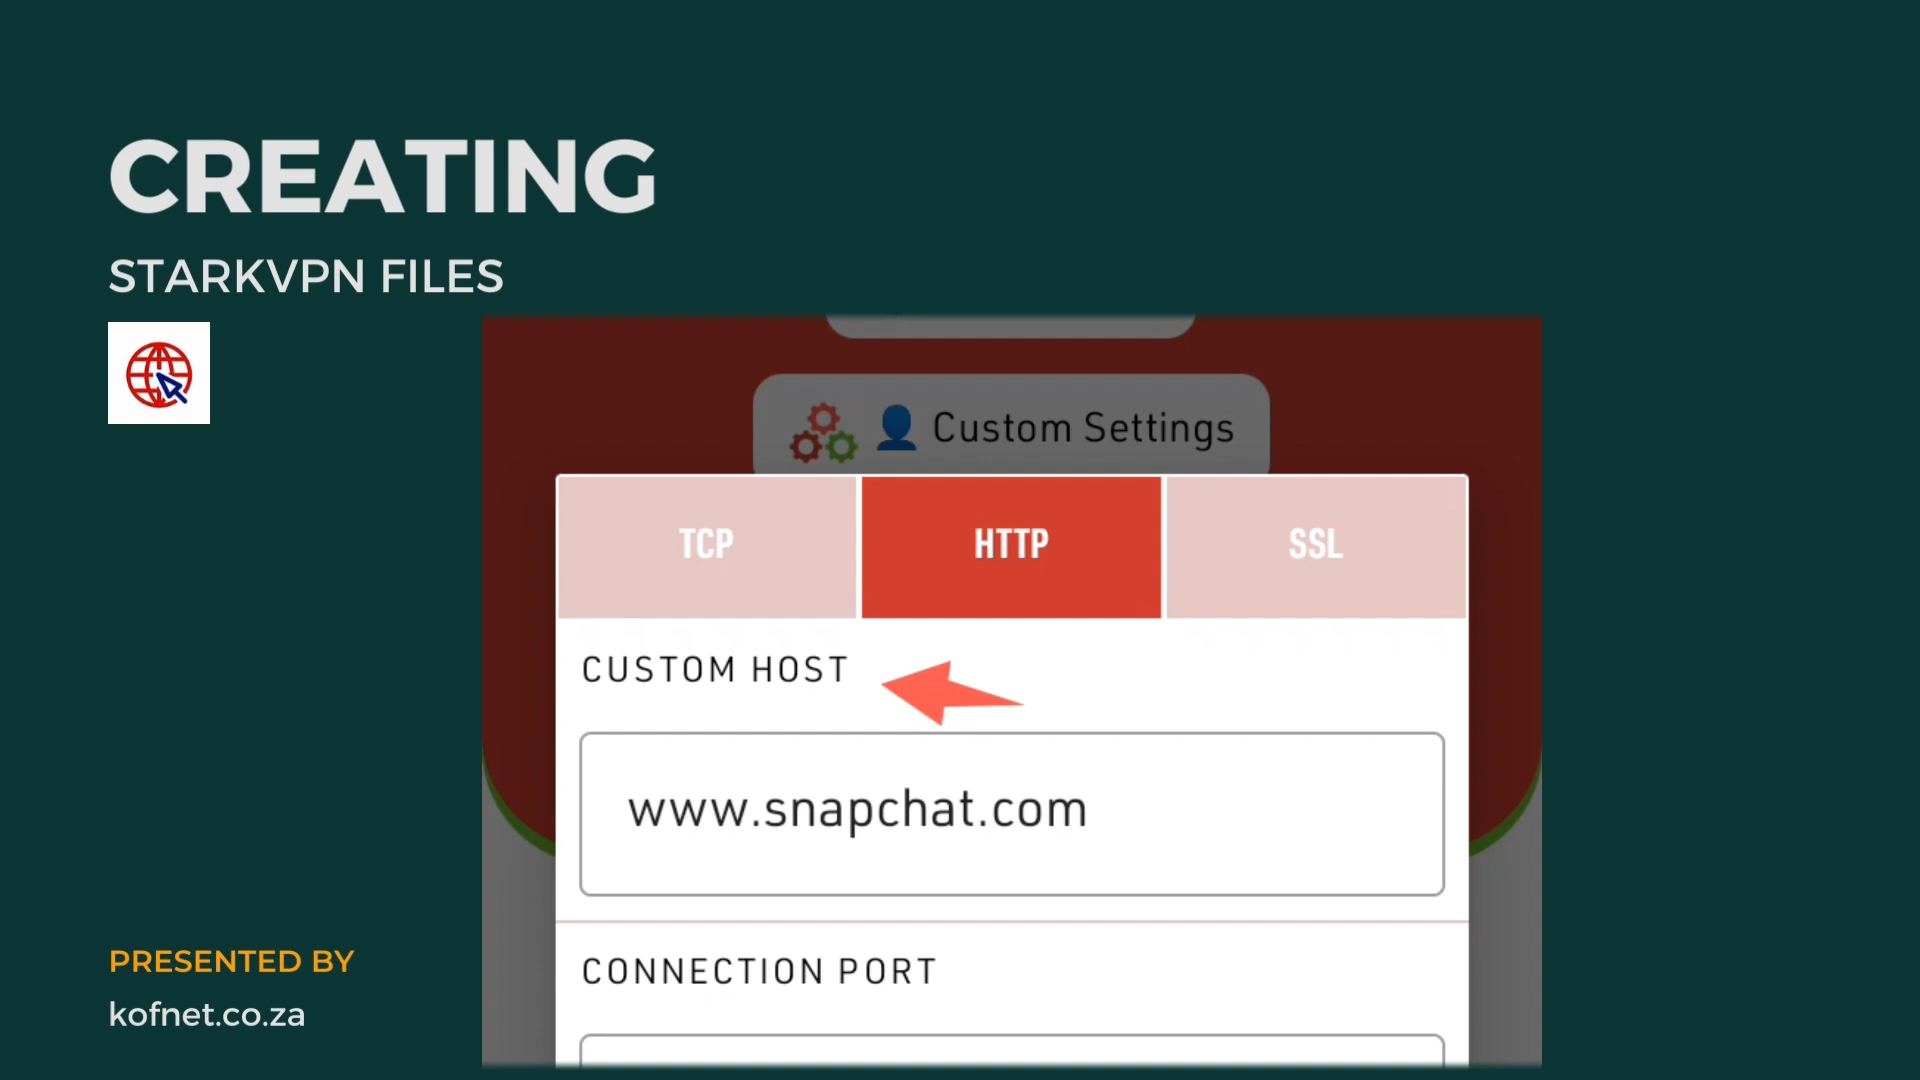 CREATING
STARKVPN FILES
Custom Settings
TCP
HTTP
SSL
CUSTOM HOST
www.snapchat.com
CONNECTION PORT
PRESENTED BY
kofnet.co.za